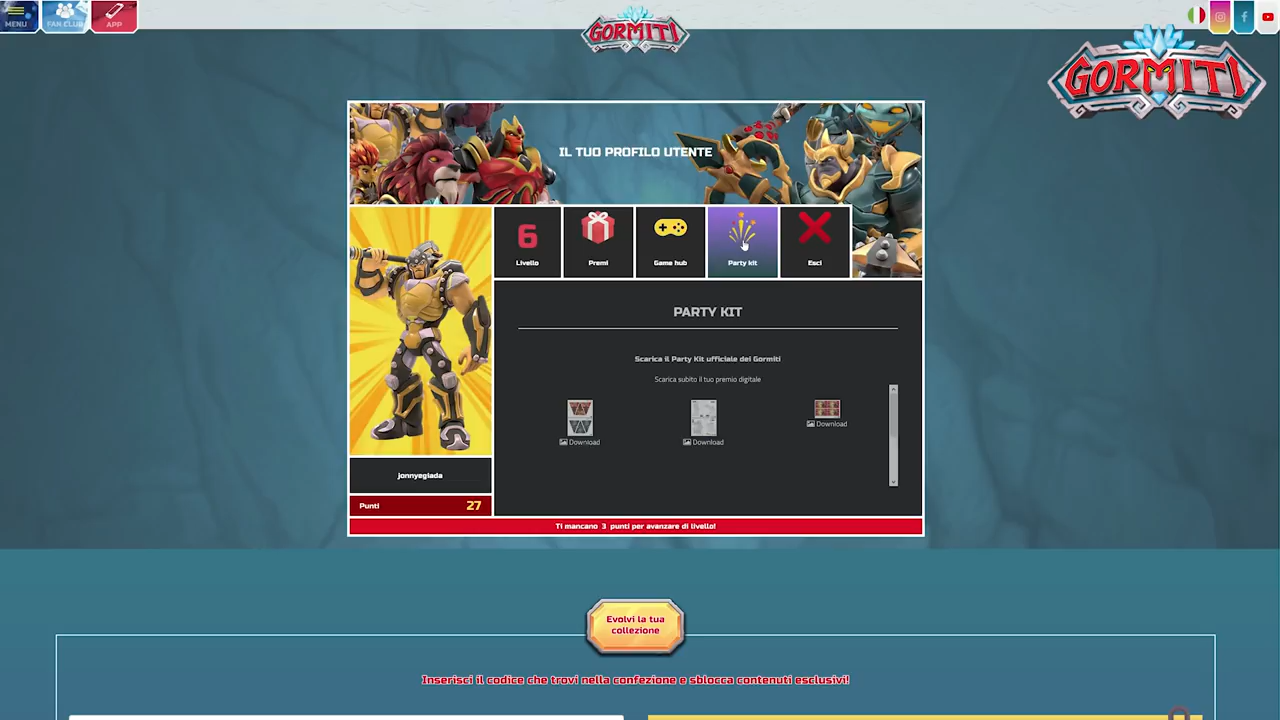 MENU
FAN CLUB
APP
GORMITI
GORMITI
IL TUO PROFILO UTENTE
6
Livello
Premi
Game hub
Party kit
Esci
PARTY KIT
Scarica il Party Kit ufficiale dei Gormiti
Scarica subito il tuo premio digitale
Download
Download
Download
jonnyegiada
Punti 27
Ti mancano 3 punti per avanzare di livello!
Evolvi la tua
collezione
Inserisci il codice che trovi nella confezione e sblocca contenuti esclusivi!